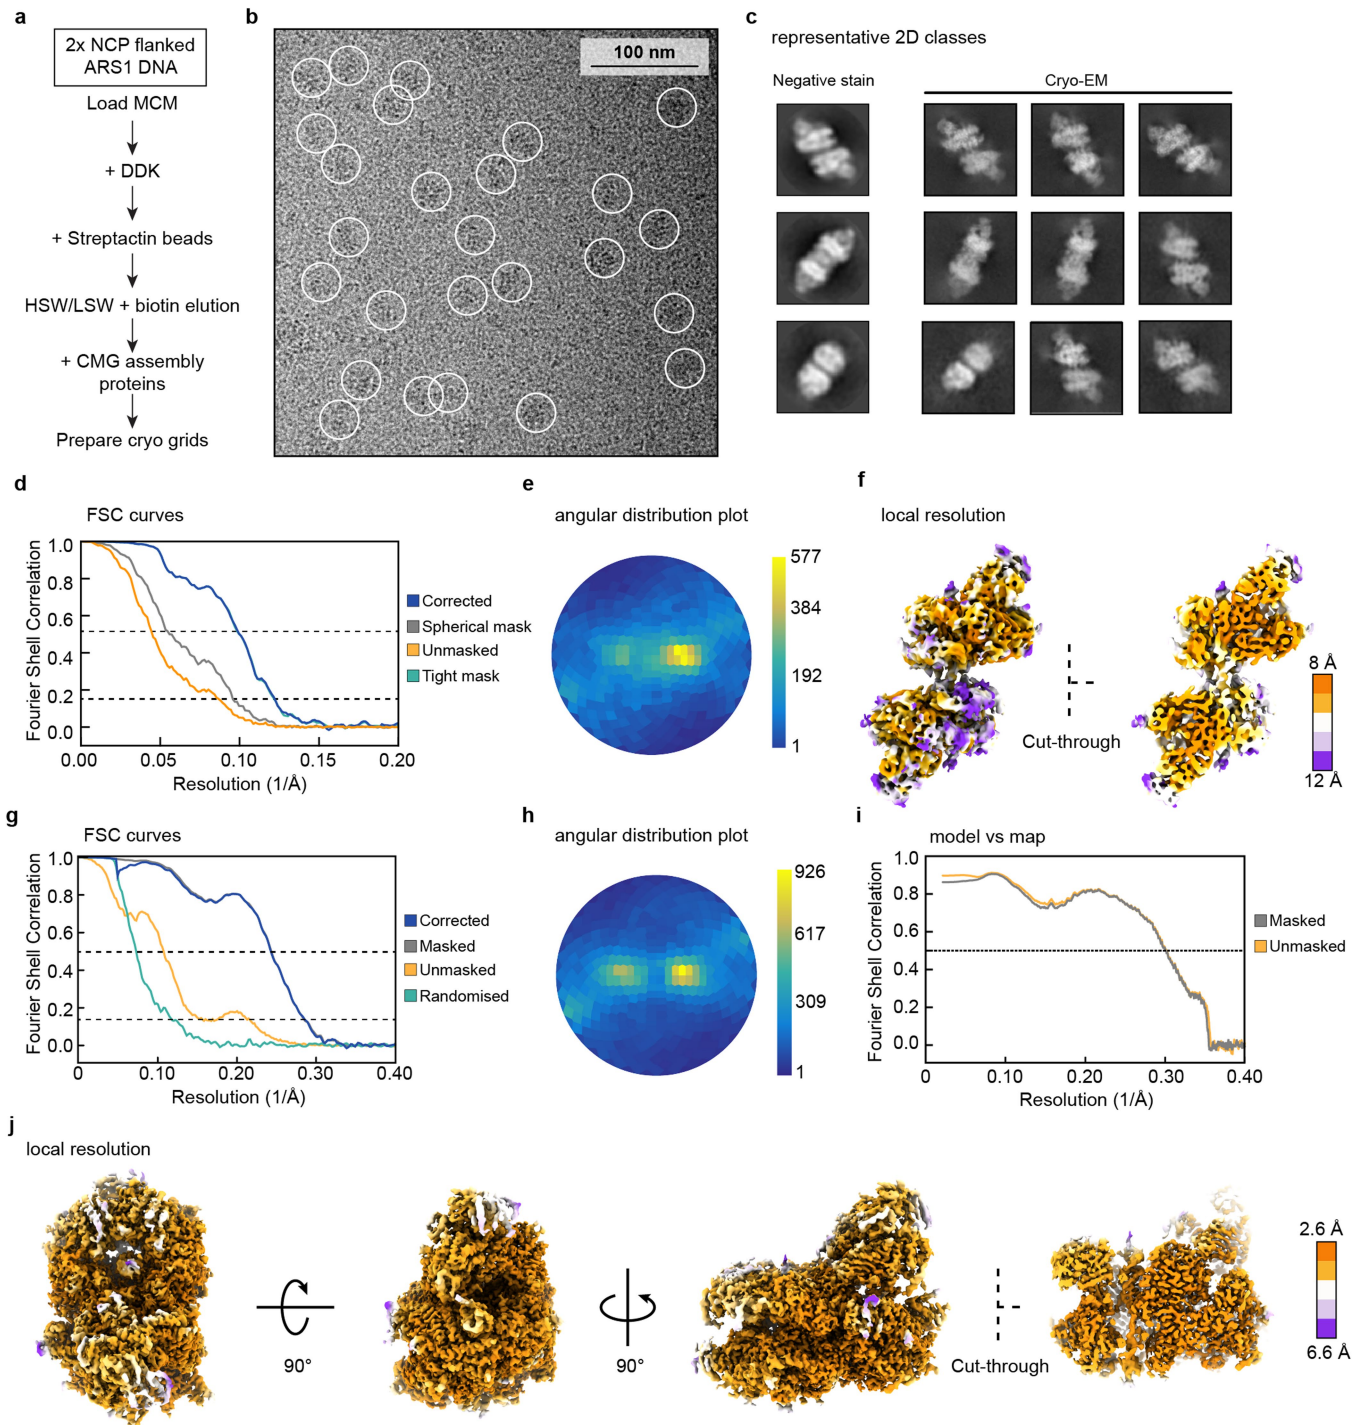 a
2x NCP flanked
ARS1 DNA
Load MCM
+ DDK
+ Streptactin beads
HSW/LSW + biotin elution
+ CMG assembly
proteins
Prepare cryo grids
b
100 nm
c
representative 2D classes
Negative stain
Cryo-EM
d
FSC curves
Fourier Shell Correlation
1.0
0.8
0.6
0.4
0.2
0.0
0.00 0.05 0.10 0.15 0.20
Resolution (1/Å)
Corrected
Spherical mask
Unmasked
Tight mask
e
angular distribution plot
577
384
192
1
f
local resolution
Cut-through
8 Å
12 Å
g
FSC curves
Fourier Shell Correlation
1.0
0.8
0.6
0.4
0.2
0.0
0 0.10 0.20 0.30 0.40
Resolution (1/Å)
Corrected
Masked
Unmasked
Randomised
h
angular distribution plot
926
617
309
1
i
model vs map
Fourier Shell Correlation
1.0
0.8
0.6
0.4
0.2
0.0
0 0.10 0.20 0.30 0.40
Resolution (1/Å)
Masked
Unmasked
j
local resolution
90°
90°
Cut-through
2.6 Å
6.6 Å